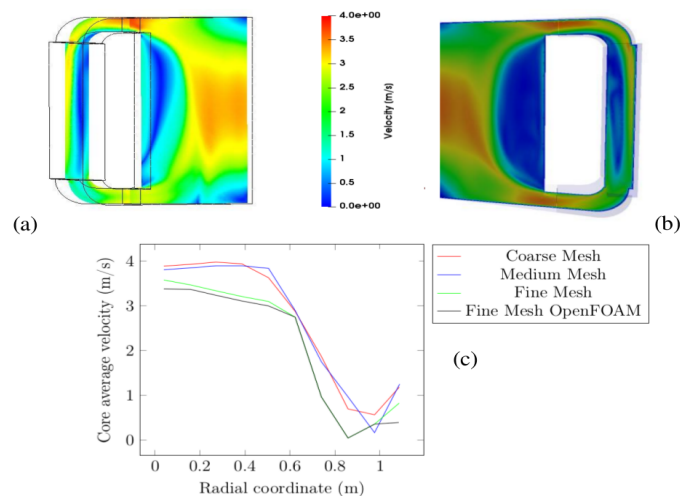 4.0e+00
3.5
3
2.5
2
1.5
1
0.5
0.0e+00
Velocity (m/s)
(a)
(b)
4
3
2
1
0
Core average velocity (m/s)
0
0.2
0.4
0.6
0.8
1
Radial coordinate (m)
Coarse Mesh
Medium Mesh
Fine Mesh
Fine Mesh OpenFOAM
(c)